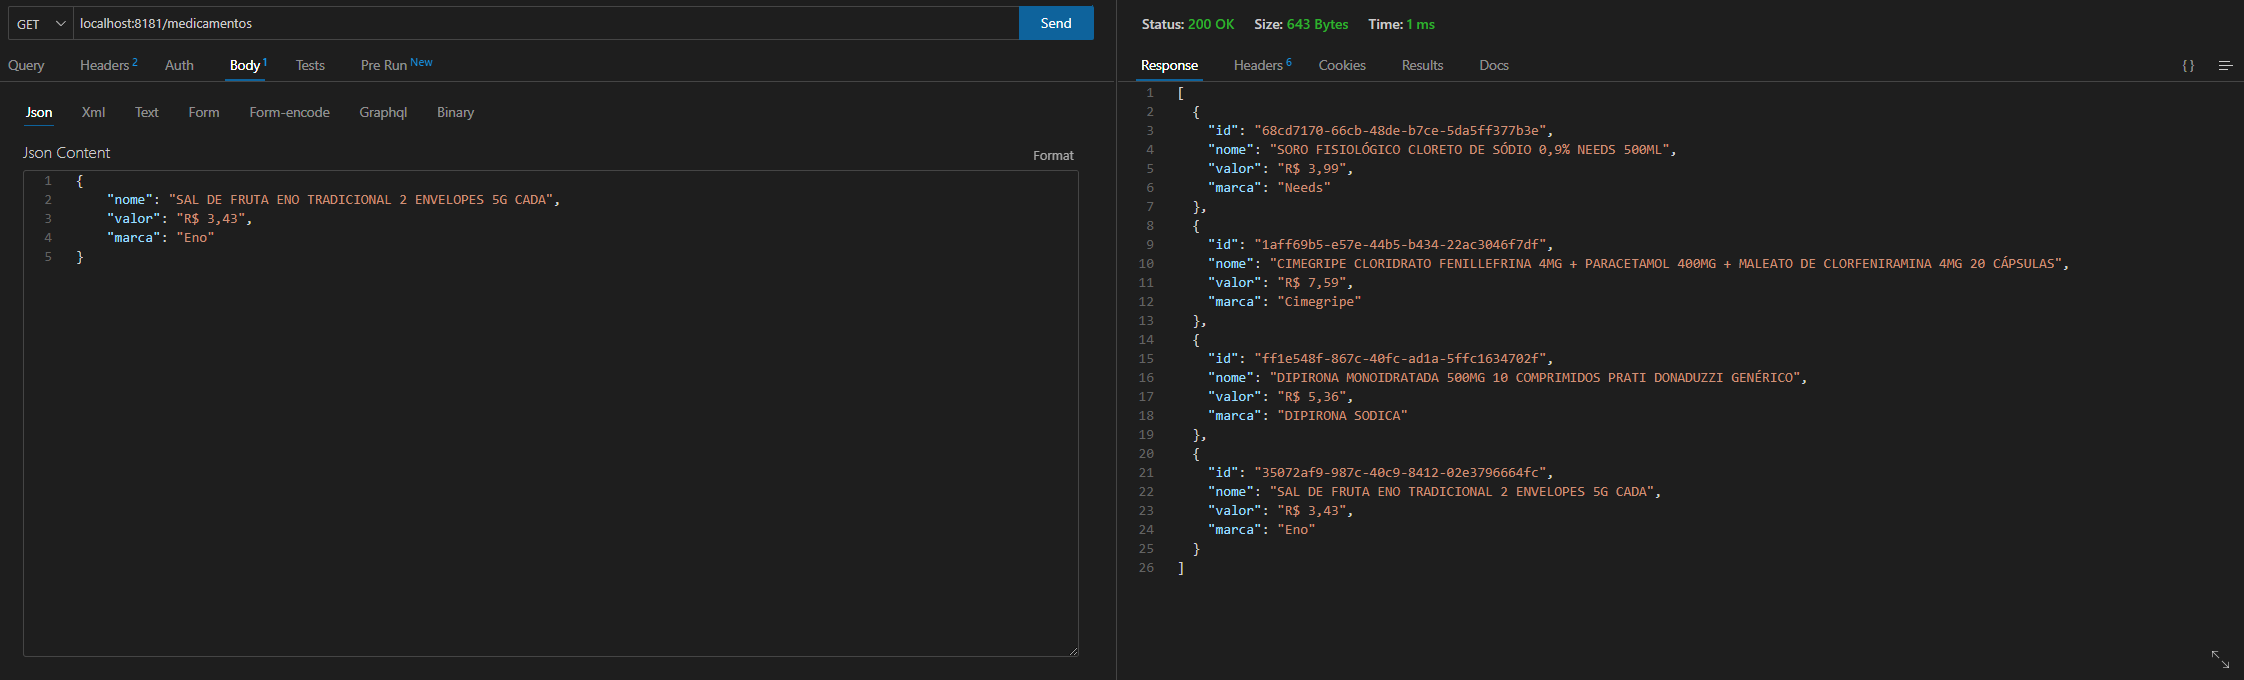 GET localhost:8181/medicamentos Send
Query Headers 2 Auth Body 1 Tests Pre Run New
Json Xml Text Form Form-encode Graphql Binary
Json Content Format
1 {
2 "nome": "SAL DE FRUTA ENO TRADICIONAL 2 ENVELOPES 5G CADA",
3 "valor": "R$ 3,43",
4 "marca": "Eno"
5 }
Status: 200 OK Size: 643 Bytes Time: 1 ms
Response Headers 6 Cookies Results Docs { }
1 [
2 {
3 "id": "68cd7170-66cb-48de-b7ce-5da5ff377b3e",
4 "nome": "SORO FISIOLÓGICO CLORETO DE SÓDIO 0,9% NEEDS 500ML",
5 "valor": "R$ 3,99",
6 "marca": "Needs"
7 },
8 {
9 "id": "1aff69b5-e57e-44b5-b434-22ac3046f7df",
10 "nome": "CIMEGRIPE CLORIDRATO FENILLEFRINA 4MG + PARACETAMOL 400MG + MALEATO DE CLORFENIRAMINA 4MG 20 CÁPSULAS",
11 "valor": "R$ 7,59",
12 "marca": "Cimegripe"
13 },
14 {
15 "id": "ff1e548f-867c-40fc-ad1a-5ffc1634702f",
16 "nome": "DIPIRONA MONOIDRATADA 500MG 10 COMPRIMIDOS PRATI DONADUZZI GENÉRICO",
17 "valor": "R$ 5,36",
18 "marca": "DIPIRONA SODICA"
19 },
20 {
21 "id": "35072af9-987c-40c9-8412-02e3796664fc",
22 "nome": "SAL DE FRUTA ENO TRADICIONAL 2 ENVELOPES 5G CADA",
23 "valor": "R$ 3,43",
24 "marca": "Eno"
25 }
26 ]